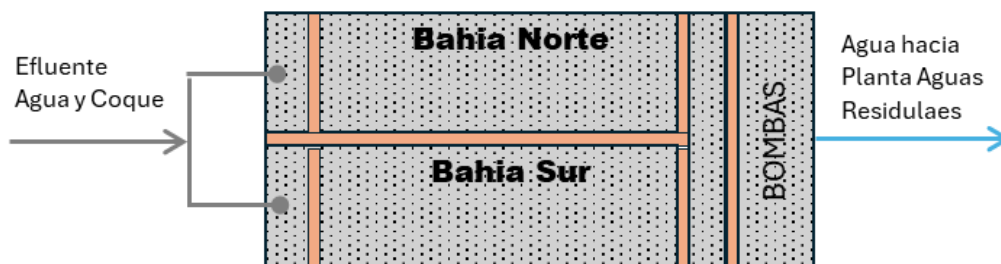 Efluente
Agua y Coque
Bahia Norte
Bahia Sur
BOMBAS
Agua hacia
Planta Aguas
Residulaes